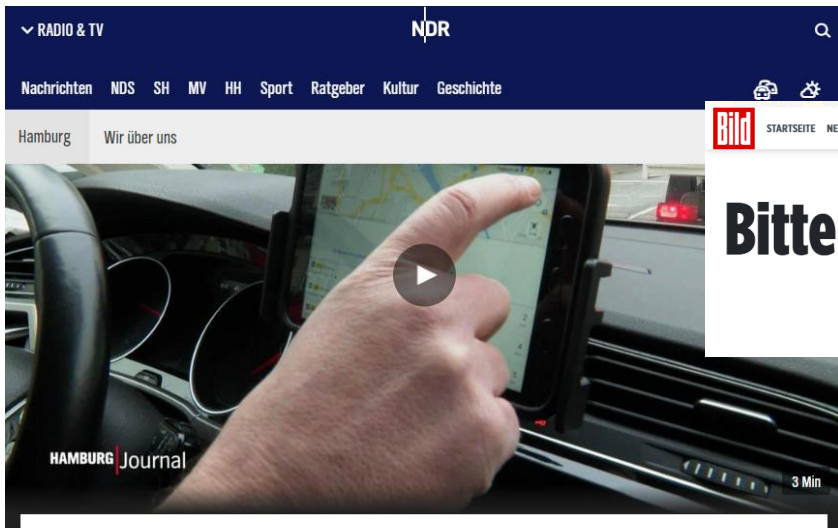 RADIO & TV
NDR
Nachrichten NDS SH MV HH Sport Ratgeber Kultur Geschichte
Hamburg Wir über uns
Bild STARTSEITE NE
Bitte
HAMBURG Journal
3 Min